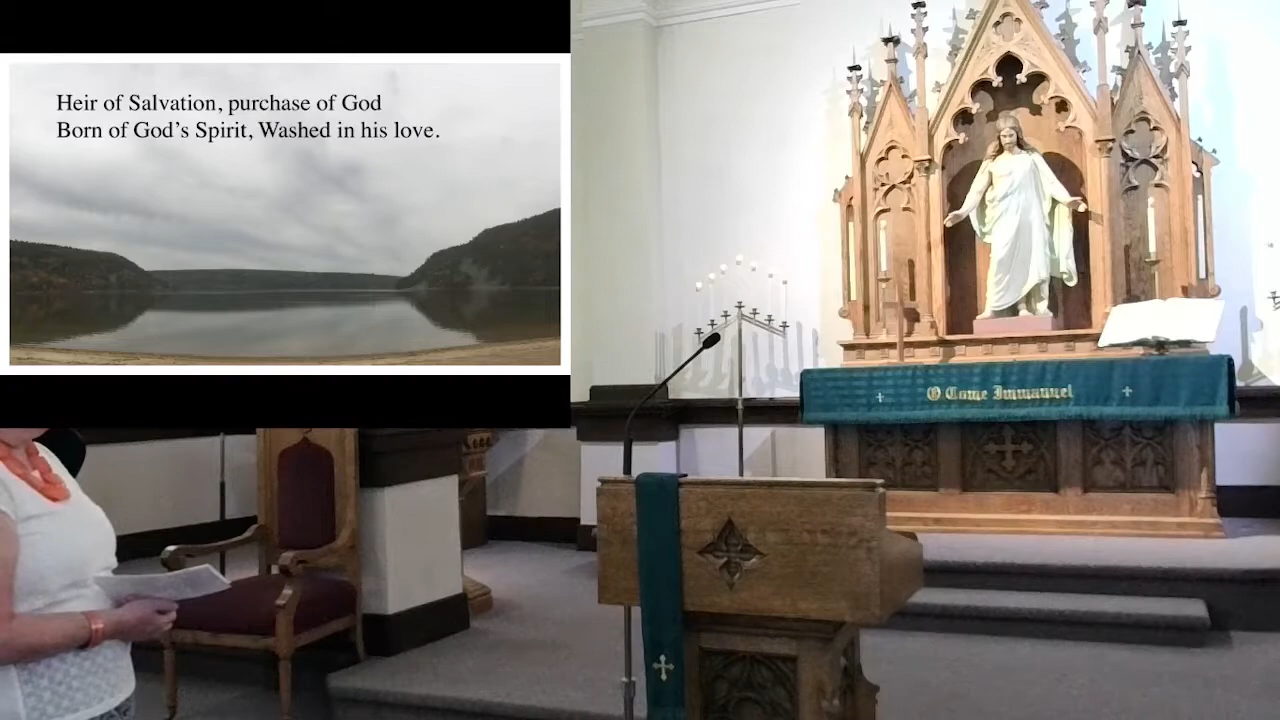 Heir of Salvation, purchase of God
Born of God's Spirit, Washed in his love.
O Come Immanuel